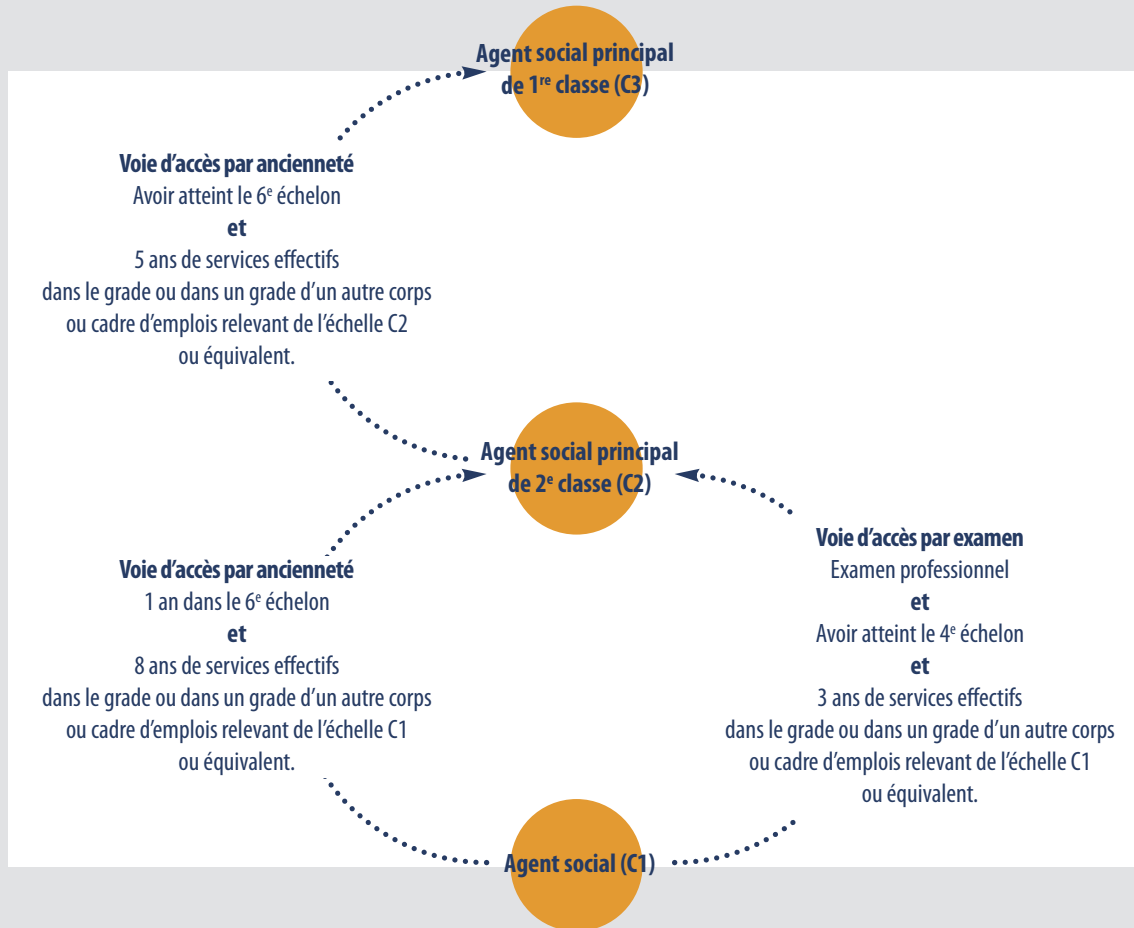 Agent social principal
de 1re classe (C3)
Voie d’accès par ancienneté
Avoir atteint le 6e échelon
et
5 ans de services effectifs
dans le grade ou dans un grade d’un autre corps
ou cadre d’emplois relevant de l’échelle C2
ou équivalent.
Agent social principal
de 2e classe (C2)
Voie d’accès par ancienneté
1 an dans le 6e échelon
et
8 ans de services effectifs
dans le grade ou dans un grade d’un autre corps
ou cadre d’emplois relevant de l’échelle C1
ou équivalent.
Voie d’accès par examen
Examen professionnel
et
Avoir atteint le 4e échelon
et
3 ans de services effectifs
dans le grade ou dans un grade d’un autre corps
ou cadre d’emplois relevant de l’échelle C1
ou équivalent.
Agent social (C1)